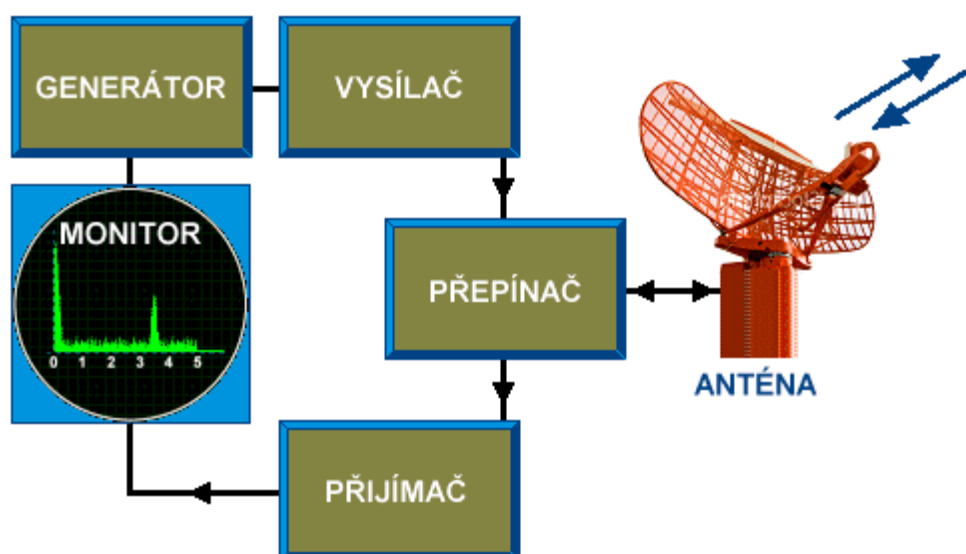 GENERÁTOR
VYSÍLAČ
MONITOR
0 1 2 3 4 5
PŘEPÍNAČ
ANTÉNA
PŘIJÍMAČ